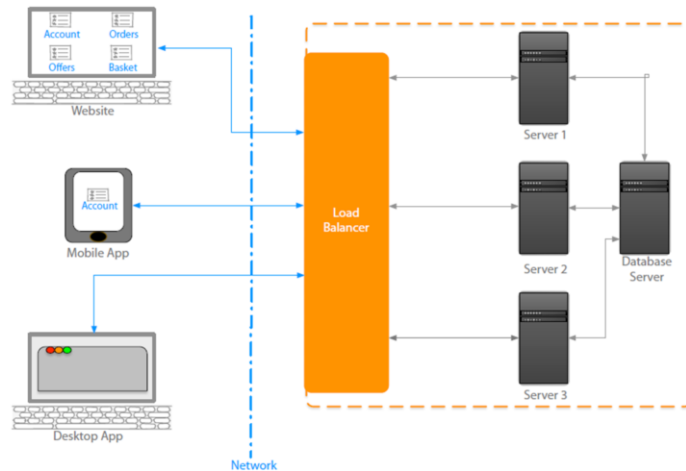 Account
Orders
Offers
Basket
Website
Account
Mobile App
Desktop App
Network
Load
Balancer
Server 1
Server 2
Server 3
Database
Server